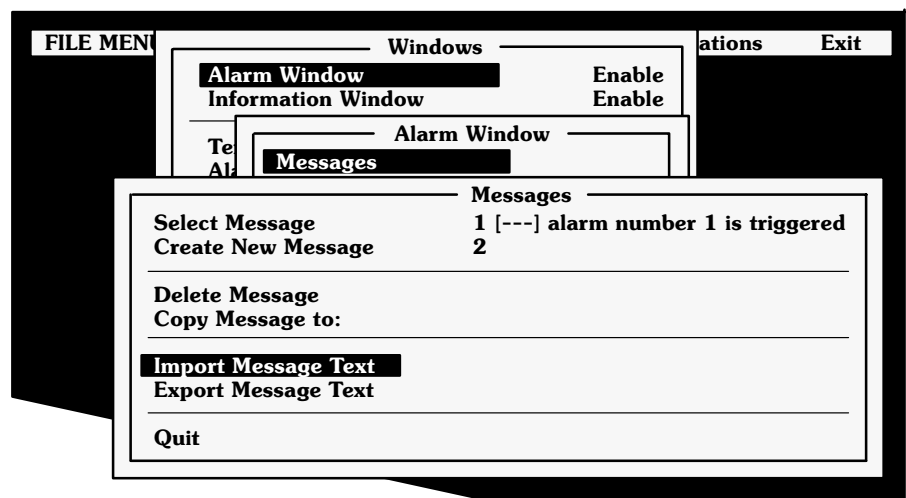 FILE MENU Windows ations Exit
Alarm Window Enable
Information Window Enable
Alarm Window
Messages
Messages
Select Message 1 [---] alarm number 1 is triggered
Create New Message 2
Delete Message
Copy Message to:
Import Message Text
Export Message Text
Quit